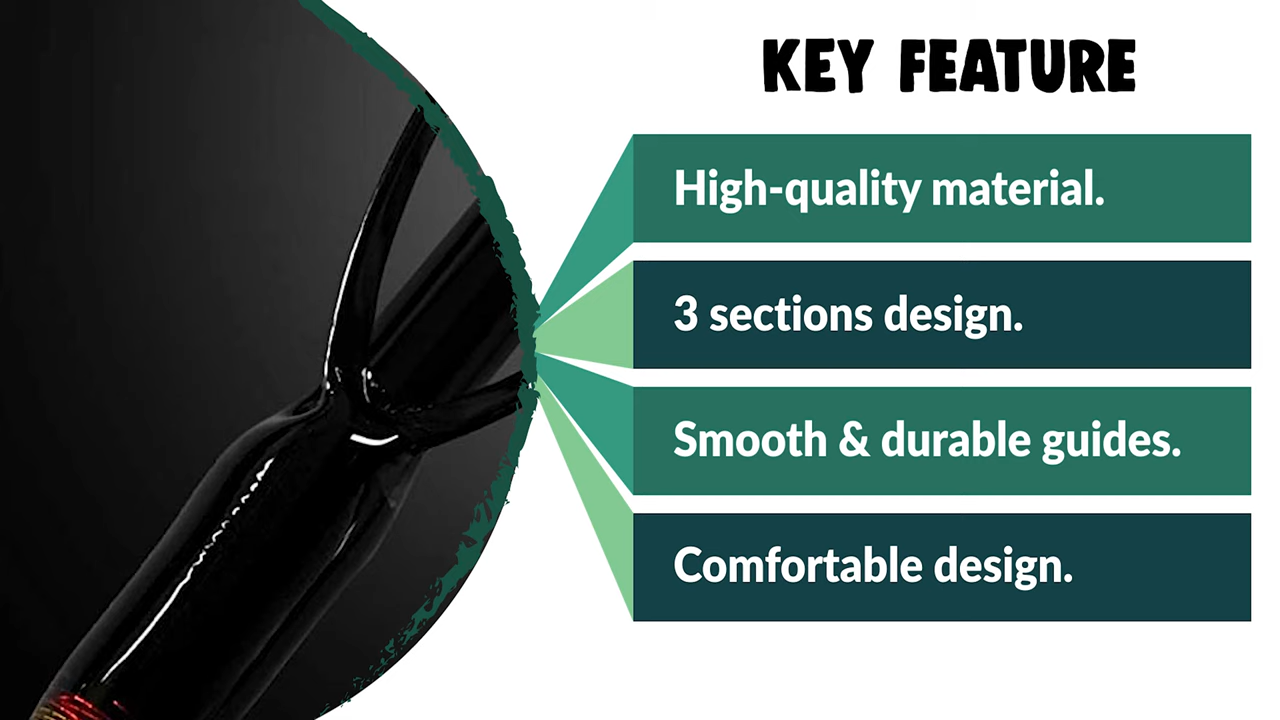 KEY FEATURE
High-quality material.
3 sections design.
Smooth & durable guides.
Comfortable design.